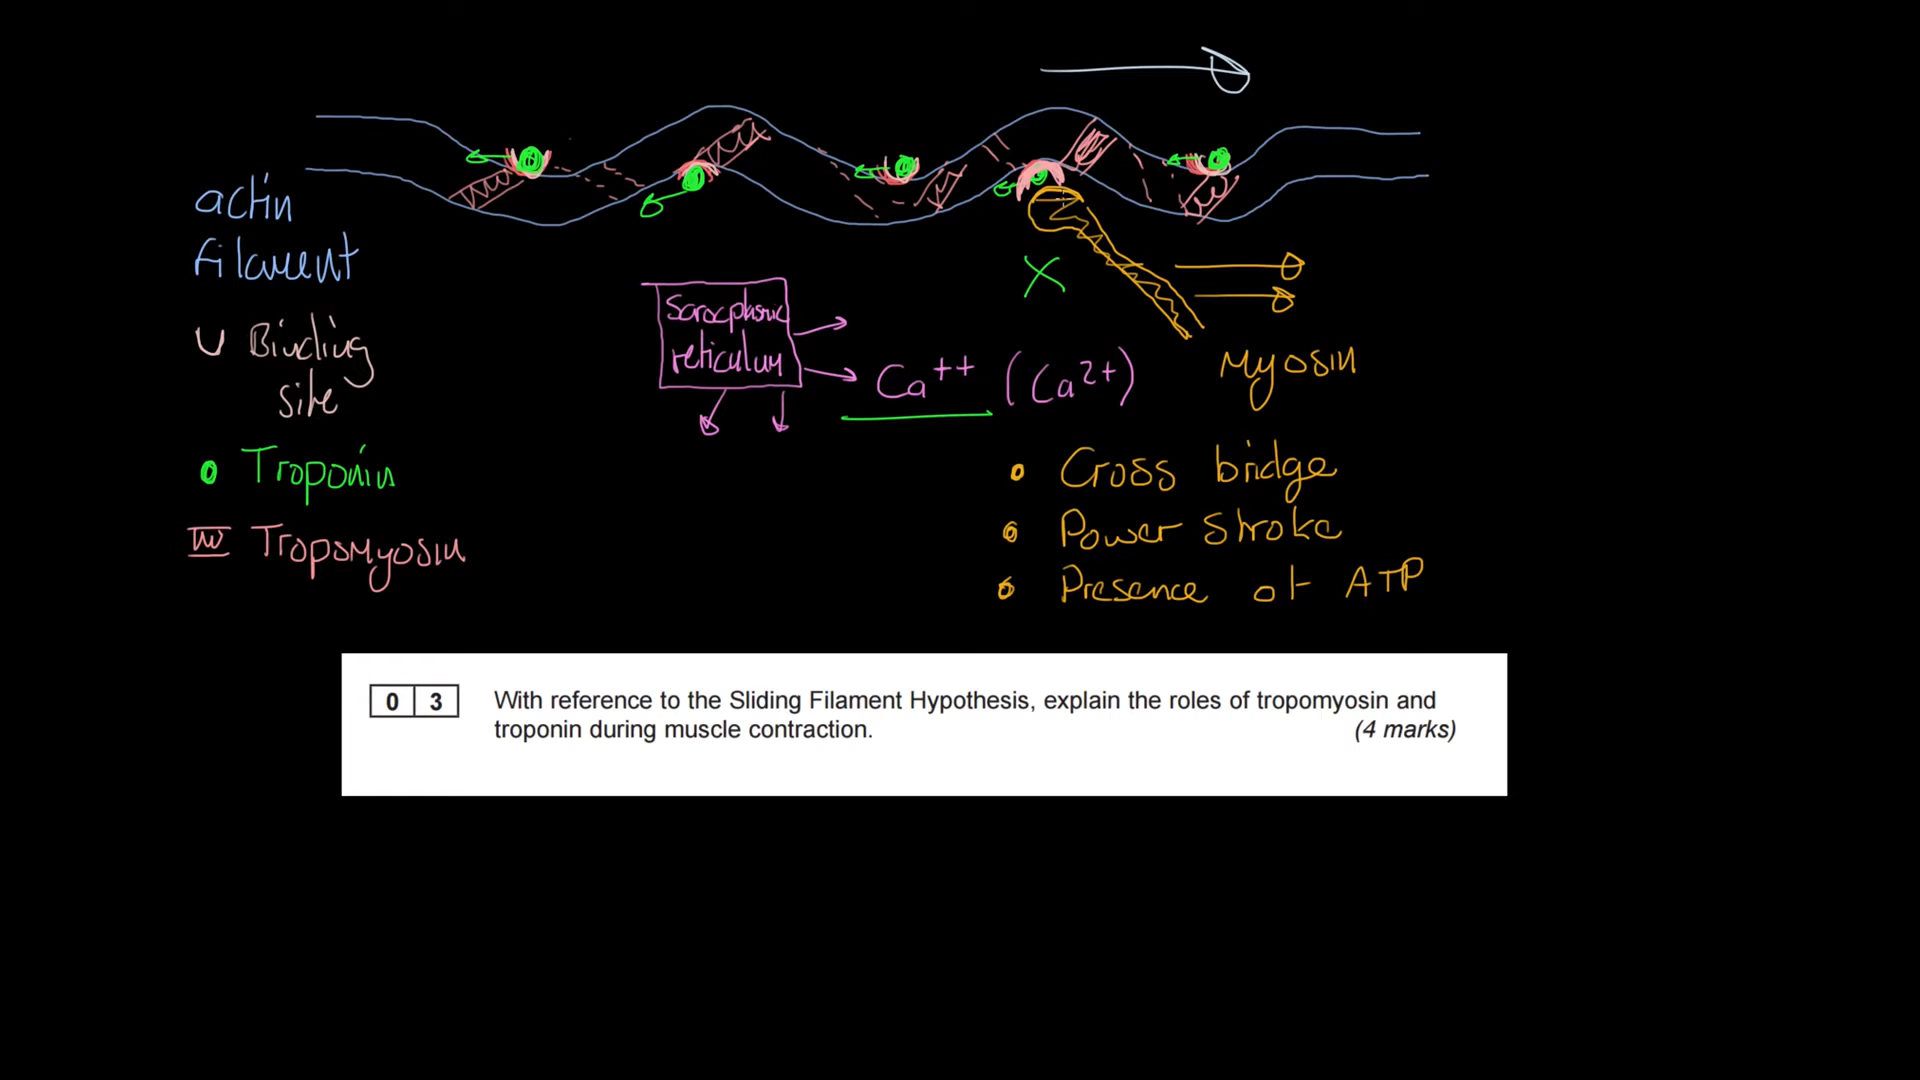 actin
filament
U Binding
site
Troponin
Tropomyosin
Sarcplasmic
reticulum
Ca⁺⁺ (Ca²⁺)
X
Myosin
• Cross bridge
• Power Stroke
• Presence of ATP
0 3 With reference to the Sliding Filament Hypothesis, explain the roles of tropomyosin and
troponin during muscle contraction. (4 marks)